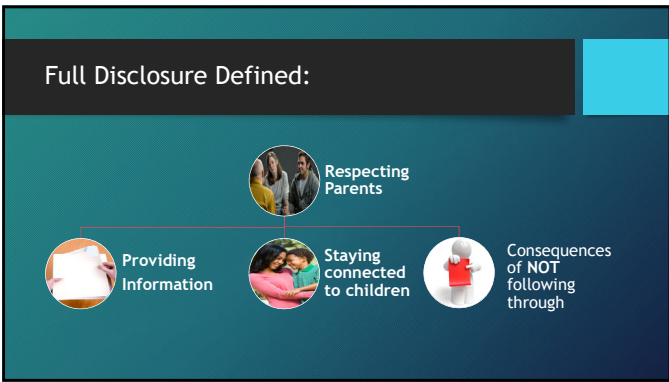 Full Disclosure Defined:
Respecting
Parents
Providing
Information
Staying
connected
to children
Consequences
of NOT
following
through